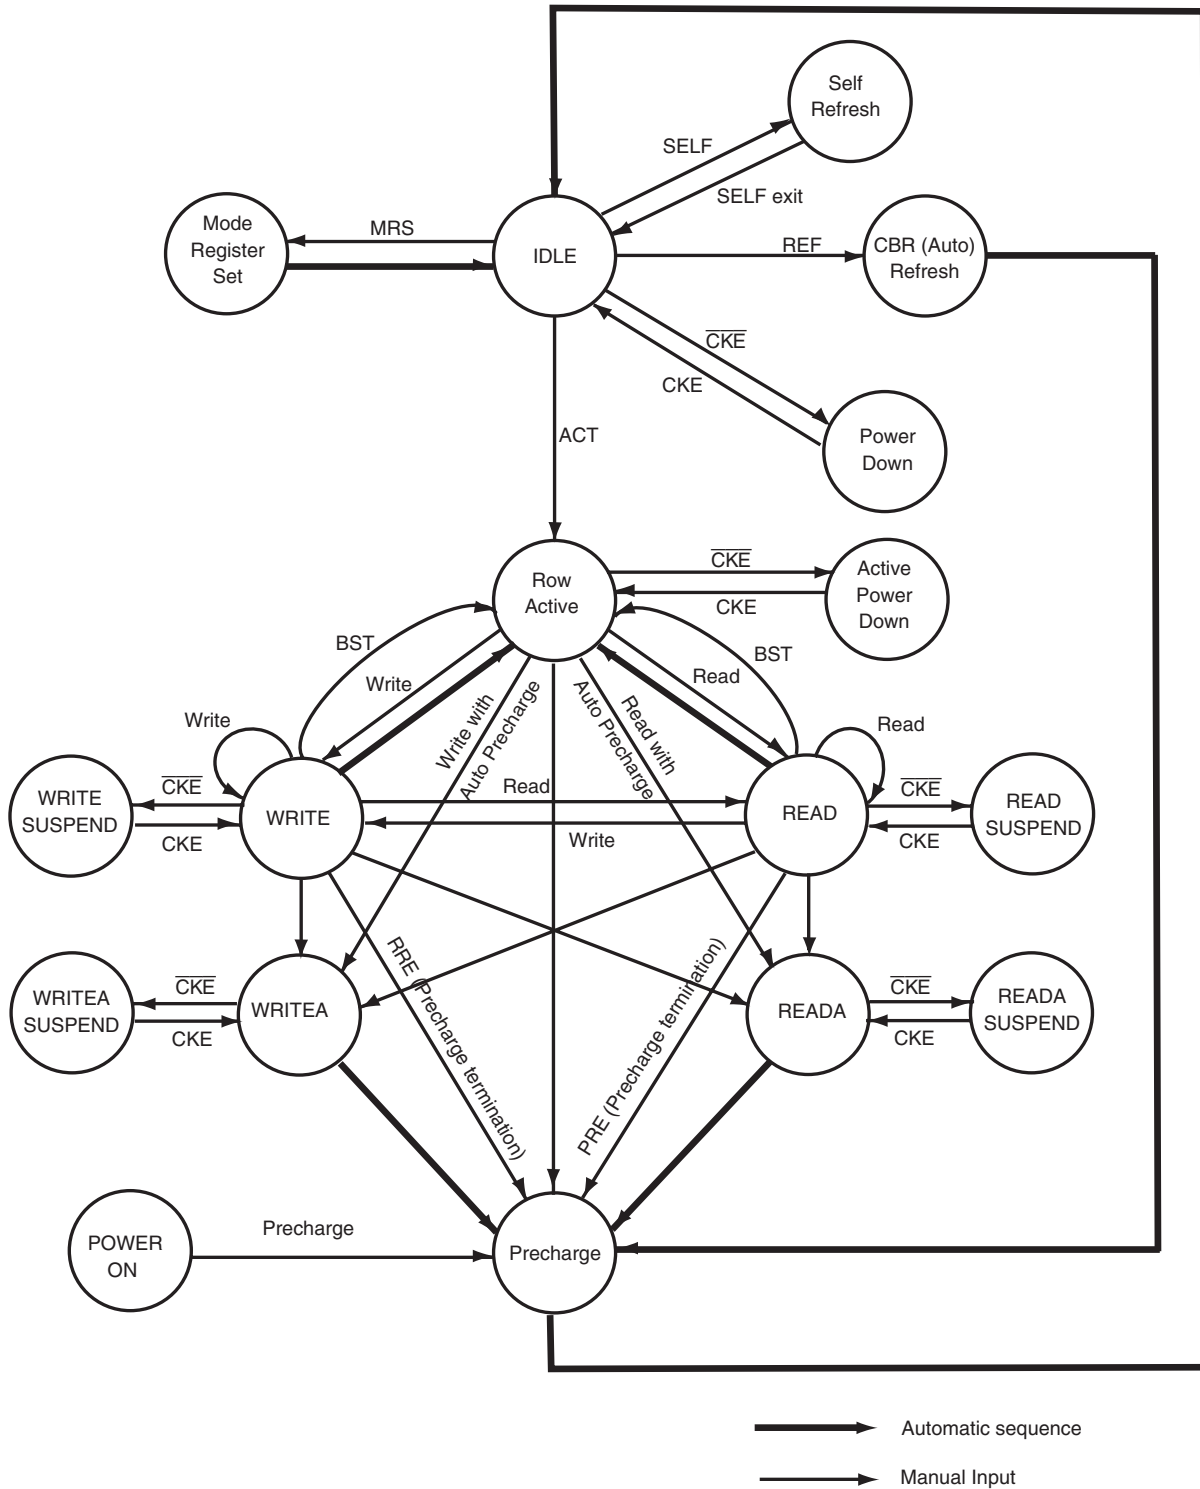 Self
Refresh
SELF
SELF exit
Mode
Register
Set
MRS
IDLE
REF
CBR (Auto)
Refresh
CKE
CKE
Power
Down
ACT
Row
Active
CKE
CKE
Active
Power
Down
BST
BST
Write
Read
Write with
Auto Precharge
Read with
Auto Precharge
Write
Read
WRITE
SUSPEND
CKE
CKE
WRITE
Read
Write
READ
CKE
CKE
READ
SUSPEND
RRE (Precharge termination)
PRE (Precharge termination)
WRITEA
SUSPEND
CKE
CKE
WRITEA
READA
CKE
CKE
READA
SUSPEND
POWER
ON
Precharge
Precharge
Automatic sequence
Manual Input